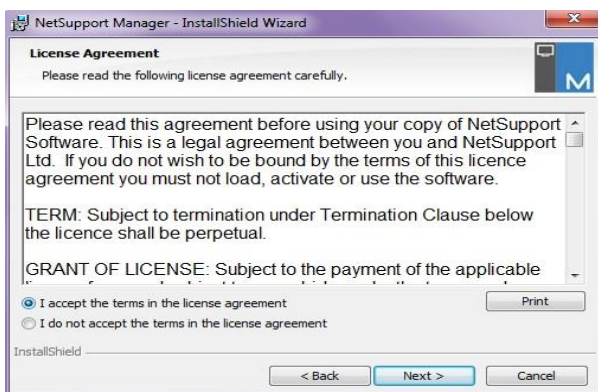 NetSupport Manager - InstallShield Wizard
License Agreement
Please read the following license agreement carefully.
M
Please read this agreement before using your copy of NetSupport
Software. This is a legal agreement between you and NetSupport
Ltd. If you do not wish to be bound by the terms of this licence
agreement you must not load, activate or use the software.
TERM: Subject to termination under Termination Clause below
the licence shall be perpetual.
GRANT OF LICENSE: Subject to the payment of the applicable
I accept the terms in the license agreement
Print
I do not accept the terms in the license agreement
InstallShield
< Back
Next >
Cancel